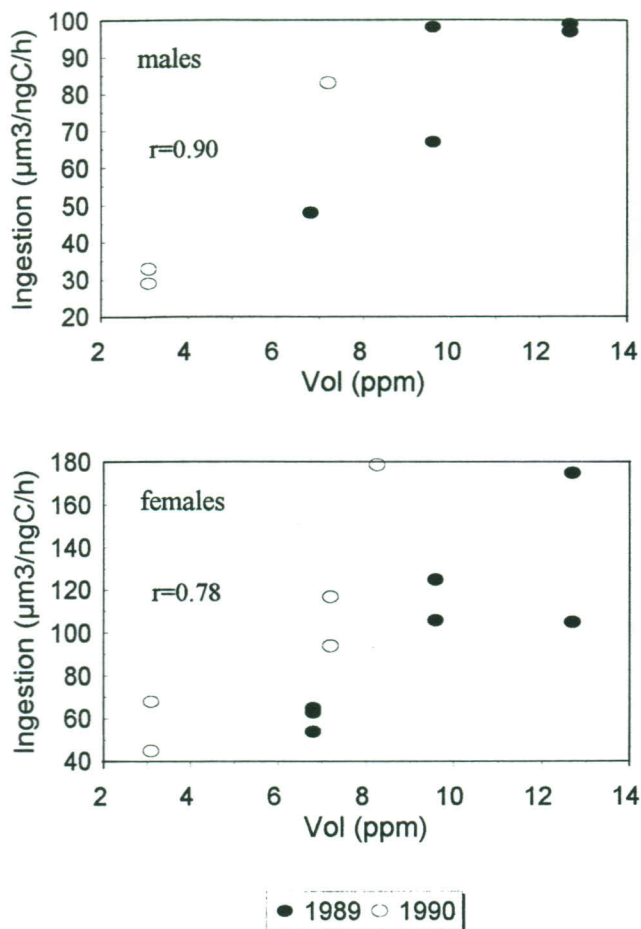 100
90
80
70
60
50
40
30
20
Ingestion (µm3/ngC/h)
males
r=0.90
2 4 6 8 10 12 14
Vol (ppm)
180
160
140
120
100
80
60
40
Ingestion (µm3/ngC/h)
females
r=0.78
2 4 6 8 10 12 14
Vol (ppm)
1989 1990